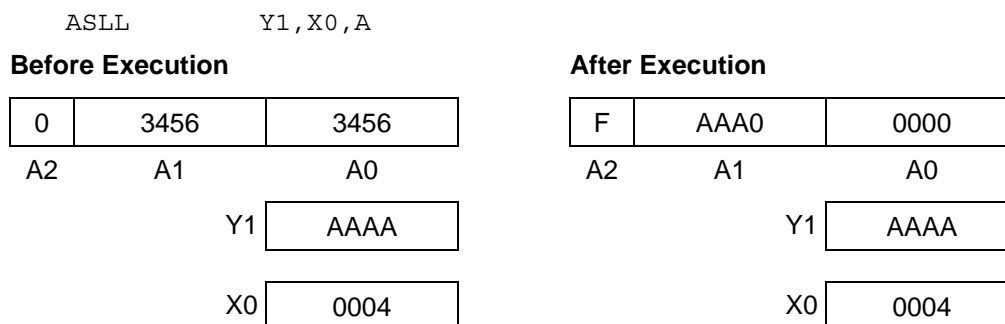 ASLL Y1,X0,A
Before Execution After Execution
0 3456 3456 F AAA0 0000
A2 A1 A0 A2 A1 A0
Y1 AAAA Y1 AAAA
X0 0004 X0 0004